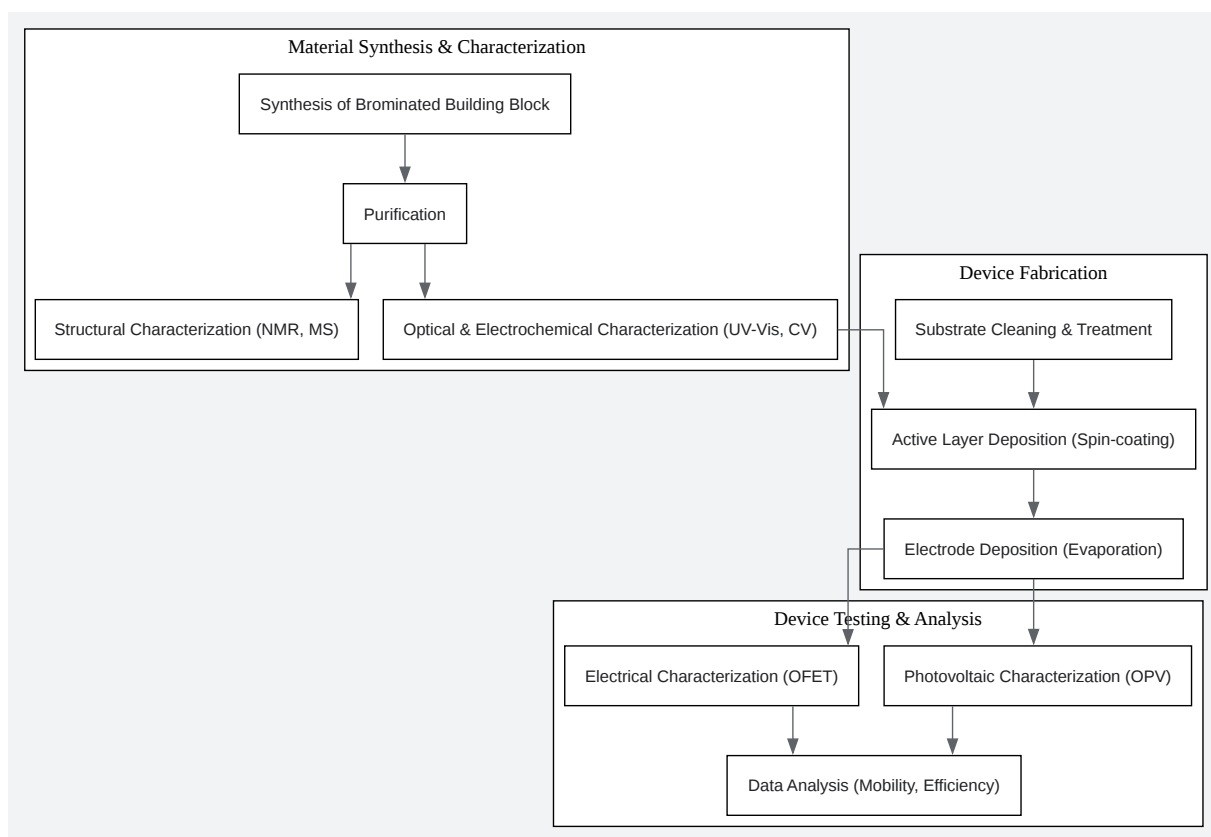 Material Synthesis & Characterization
Synthesis of Brominated Building Block
Purification
Structural Characterization (NMR, MS)
Optical & Electrochemical Characterization (UV-Vis, CV)
Device Fabrication
Substrate Cleaning & Treatment
Active Layer Deposition (Spin-coating)
Electrode Deposition (Evaporation)
Device Testing & Analysis
Electrical Characterization (OFET)
Photovoltaic Characterization (OPV)
Data Analysis (Mobility, Efficiency)